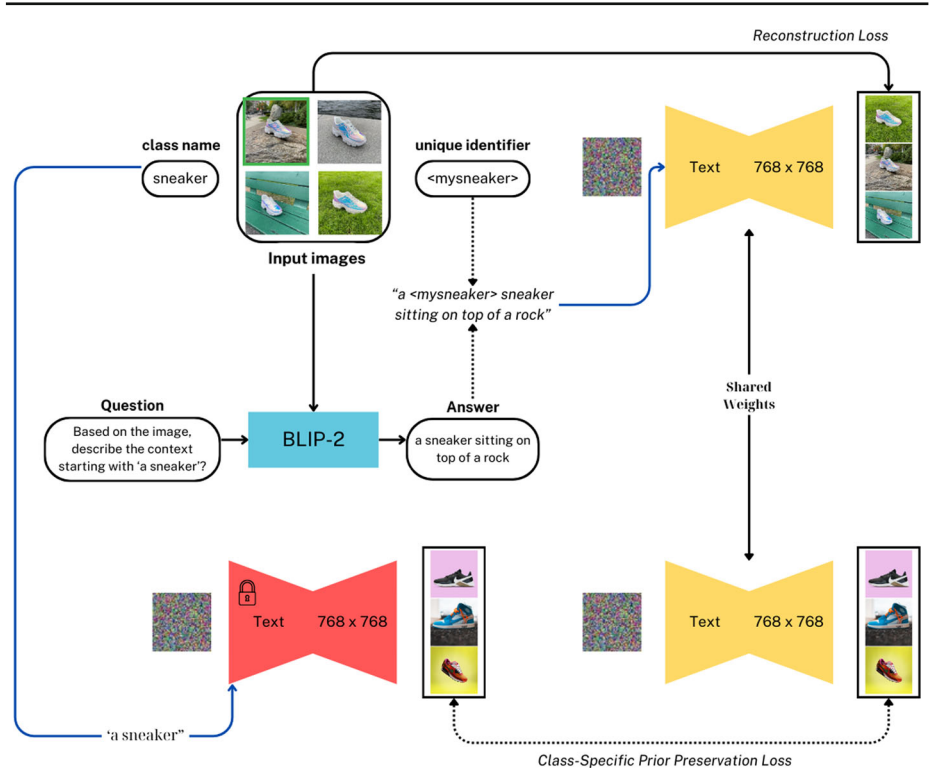 Reconstruction Loss
class name
sneaker
unique identifier
<mysneaker>
Text 768 x 768
Input images
“a <mysneaker> sneaker
sitting on top of a rock”
Shared
Weights
Question
Based on the image,
describe the context
starting with ‘a sneaker’?
BLIP-2
Answer
a sneaker sitting on
top of a rock
Text 768 x 768
Text 768 x 768
‘a sneaker”
Class-Specific Prior Preservation Loss